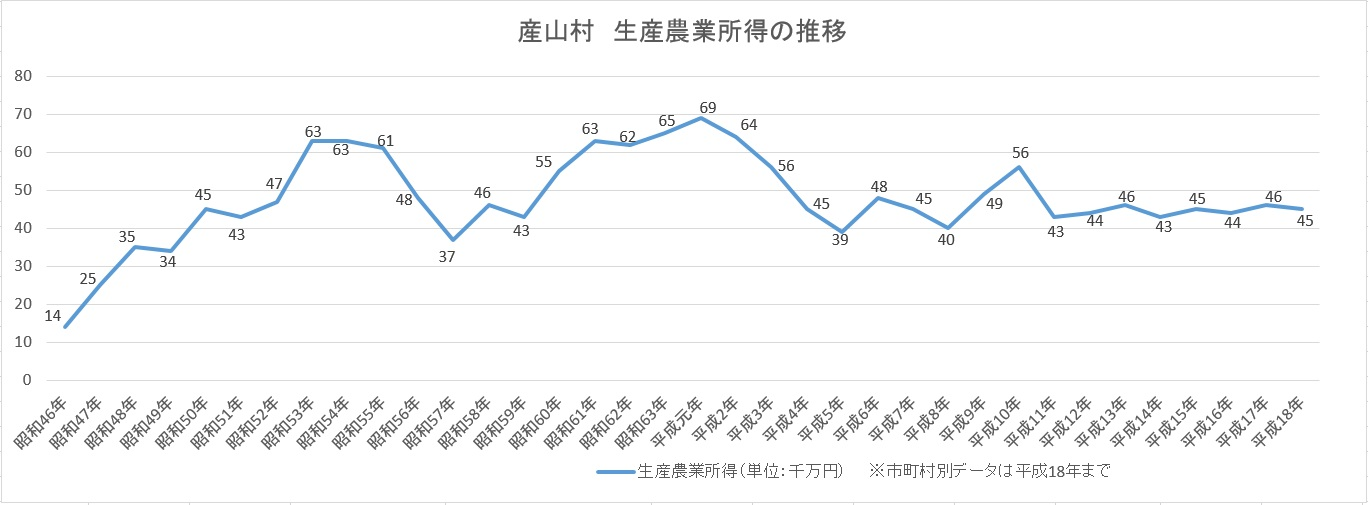 産山村　生産農業所得の推移
80
70
60
50
40
30
20
10
0
14
25
35
34
45
43
47
63
63
61
48
37
46
43
55
63
62
65
69
64
56
45
39
48
45
40
49
56
43
44
46
43
45
44
46
45
昭和46年
昭和47年
昭和48年
昭和49年
昭和50年
昭和51年
昭和52年
昭和53年
昭和54年
昭和55年
昭和56年
昭和57年
昭和58年
昭和59年
昭和60年
昭和61年
昭和62年
昭和63年
平成元年
平成2年
平成3年
平成4年
平成5年
平成6年
平成7年
平成8年
平成9年
平成10年
平成11年
平成12年
平成13年
平成14年
平成15年
平成16年
平成17年
平成18年
生産農業所得（単位：千万円）　※市町村別データは平成18年まで